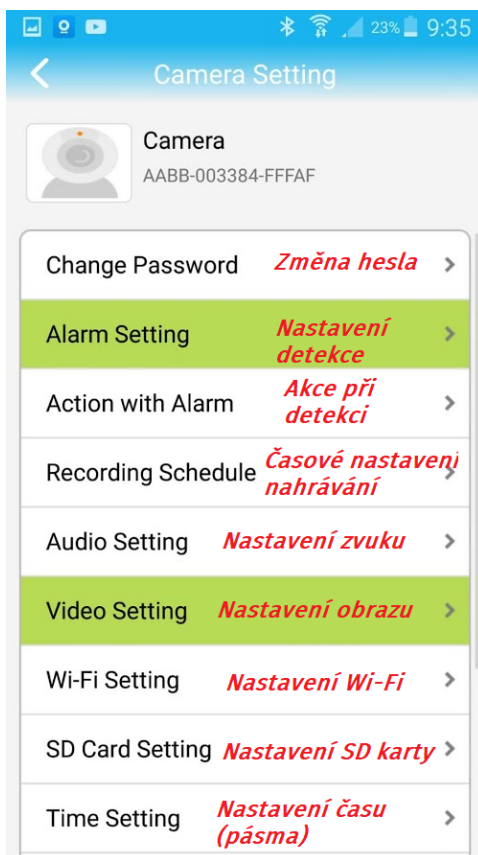 23% 9:35
Camera Setting
Camera
AABB-003384-FFFAF
Change Password Změna hesla
Alarm Setting Nastavení
detekce
Action with Alarm Akce při
detekci
Recording Schedule Časové nastavení
nahrávání
Audio Setting Nastavení zvuku
Video Setting Nastavení obrazu
Wi-Fi Setting Nastavení Wi-Fi
SD Card Setting Nastavení SD karty
Time Setting Nastavení času
(pásma)